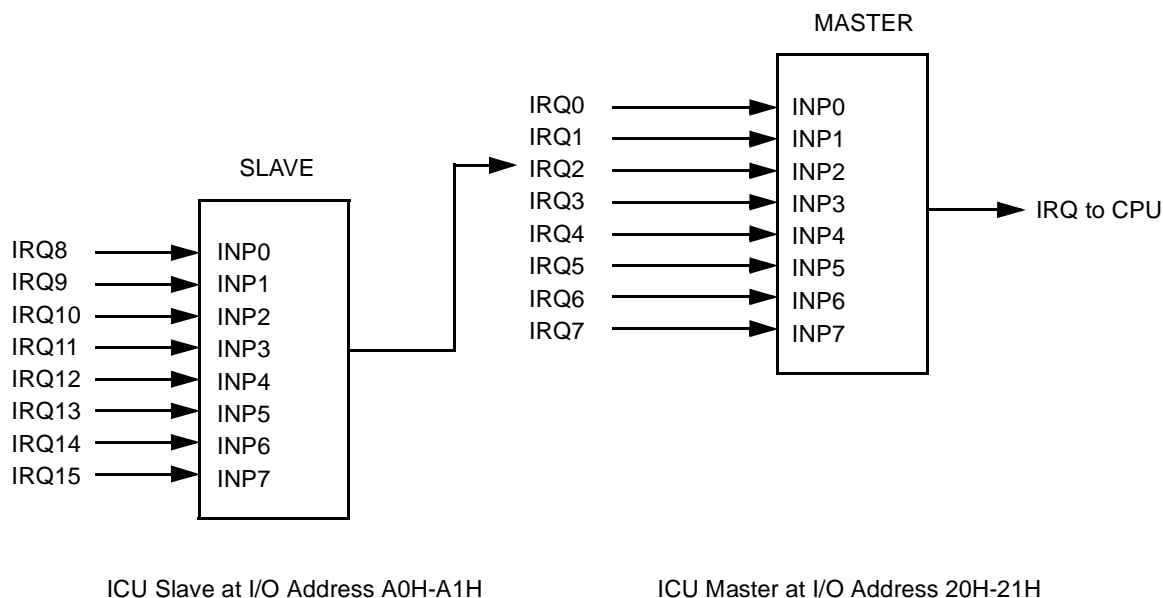 MASTER
IRQ0
IRQ1
IRQ2
IRQ3
IRQ4
IRQ5
IRQ6
IRQ7
INP0
INP1
INP2
INP3
INP4
INP5
INP6
INP7
IRQ to CPU
SLAVE
IRQ8
IRQ9
IRQ10
IRQ11
IRQ12
IRQ13
IRQ14
IRQ15
INP0
INP1
INP2
INP3
INP4
INP5
INP6
INP7
ICU Slave at I/O Address A0H-A1H
ICU Master at I/O Address 20H-21H